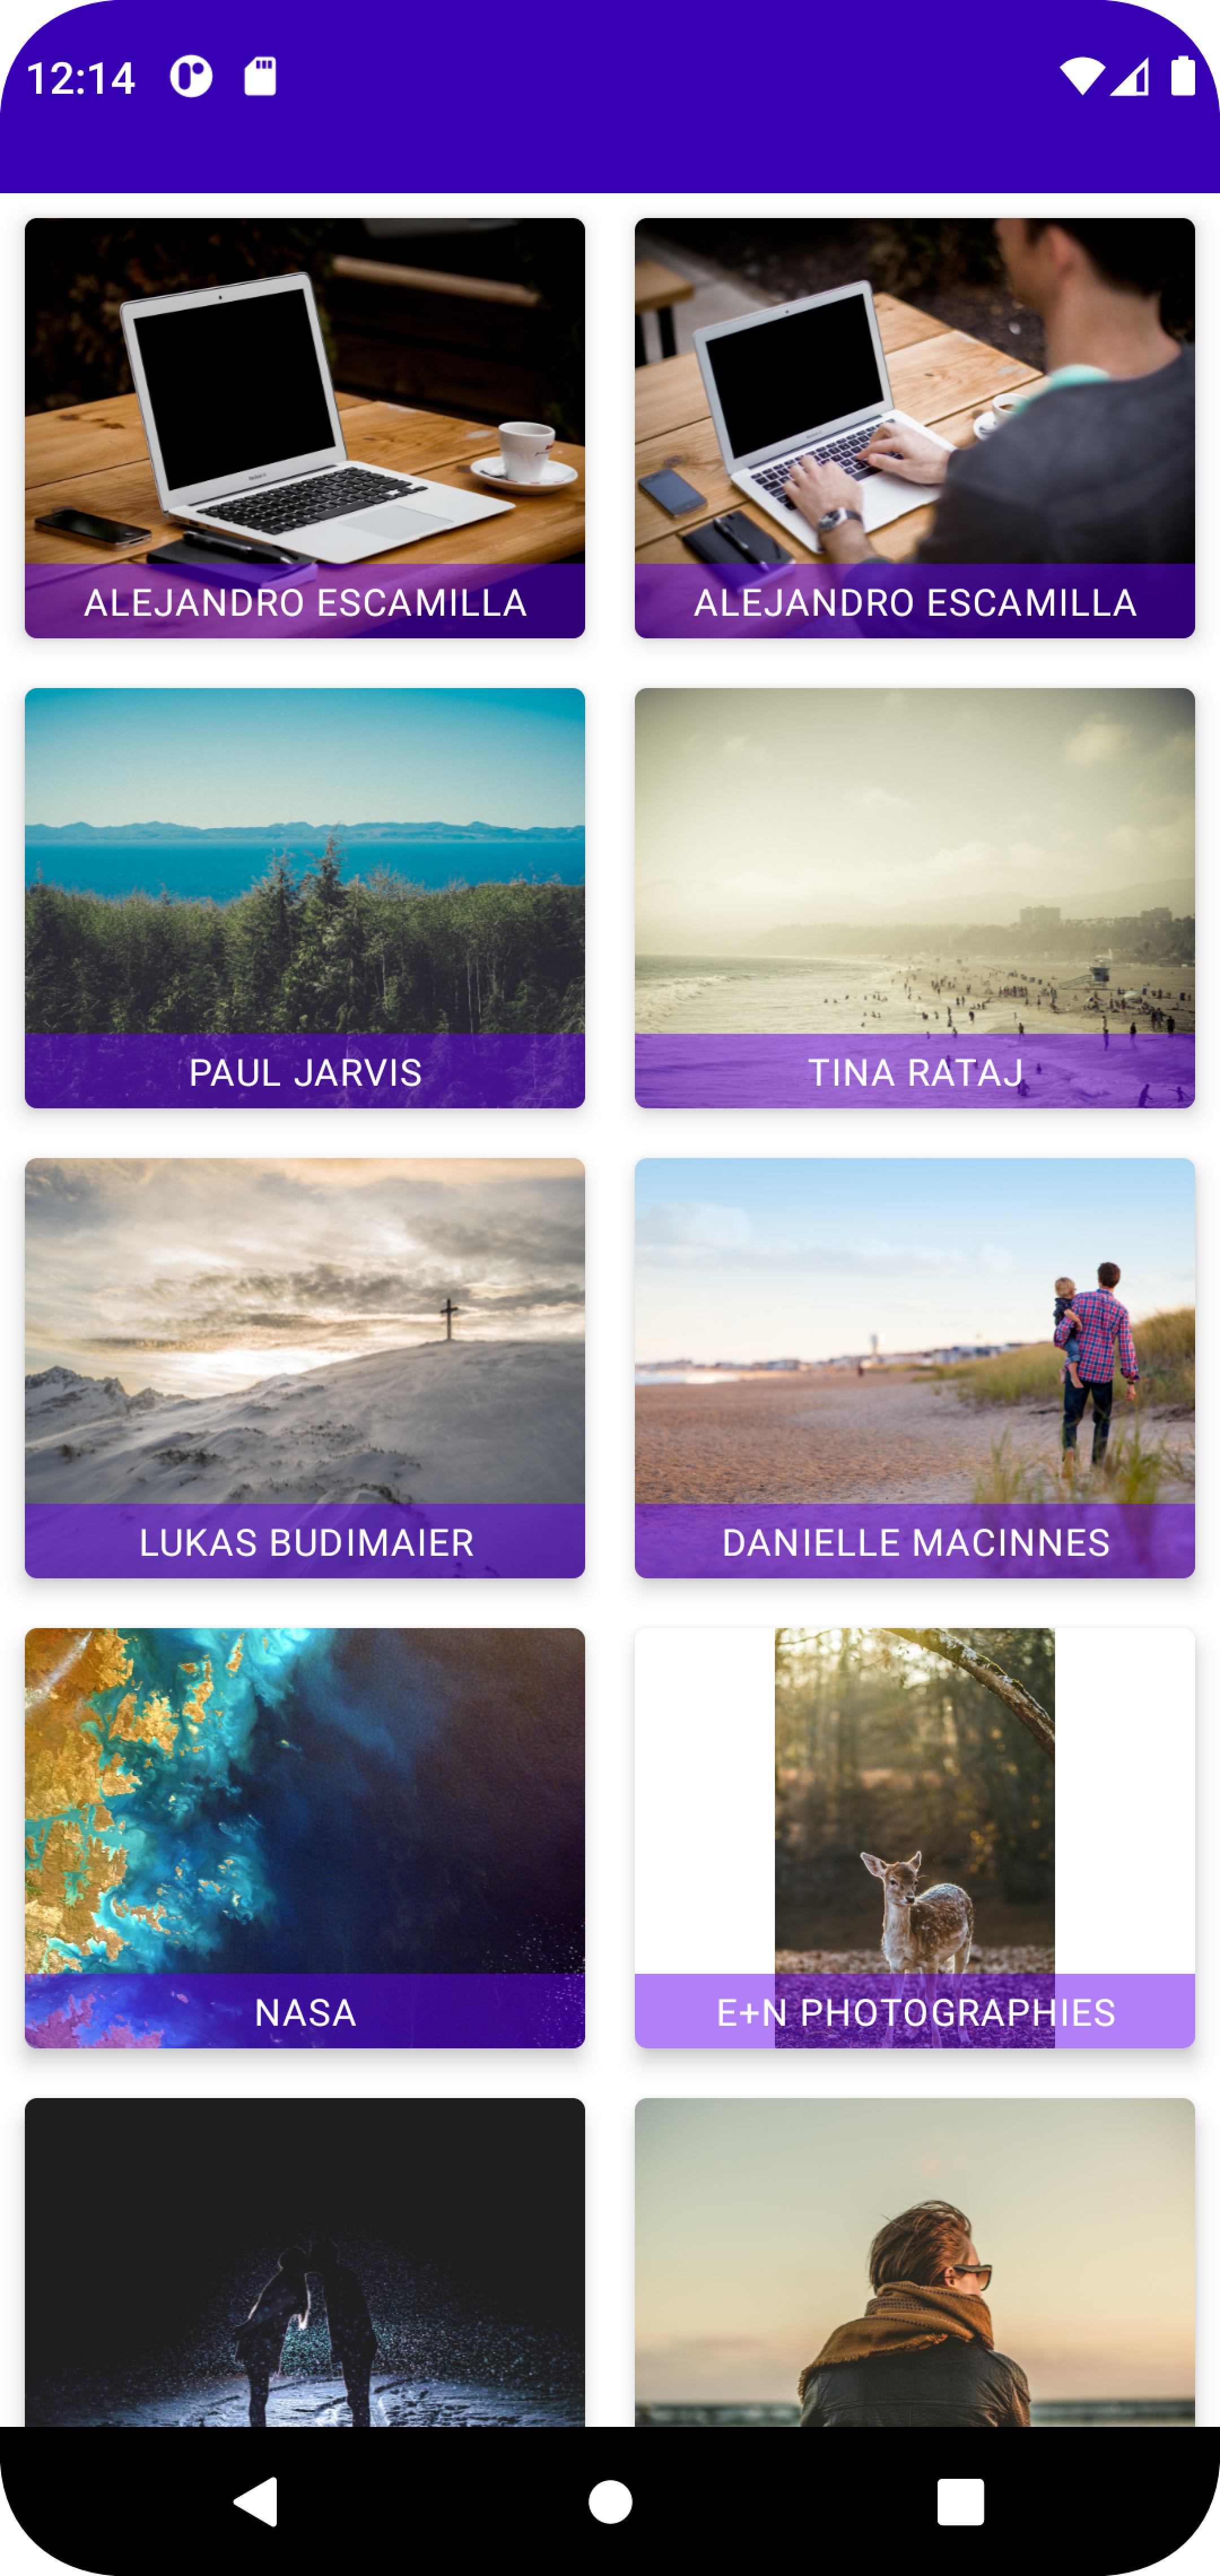 12:14
ALEJANDRO ESCAMILLA
ALEJANDRO ESCAMILLA
PAUL JARVIS
TINA RATAJ
LUKAS BUDIMAIER
DANIELLE MACINNES
NASA
E+N PHOTOGRAPHIES